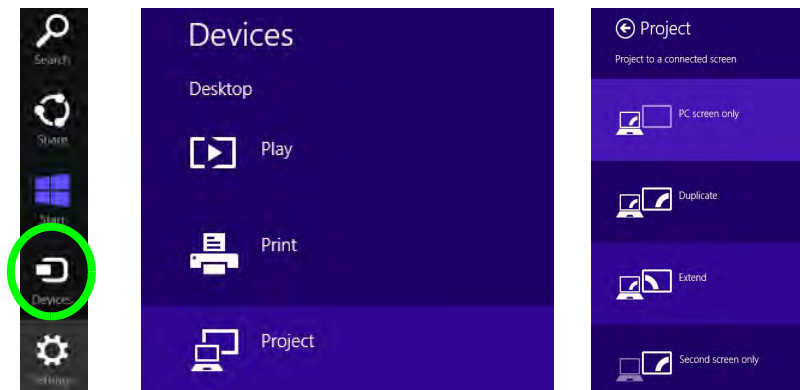 Search
Share
Start
Devices
Settings
Devices
Desktop
Play
Print
Project
Project
Project to a connected screen
PC screen only
Duplicate
Extend
Second screen only